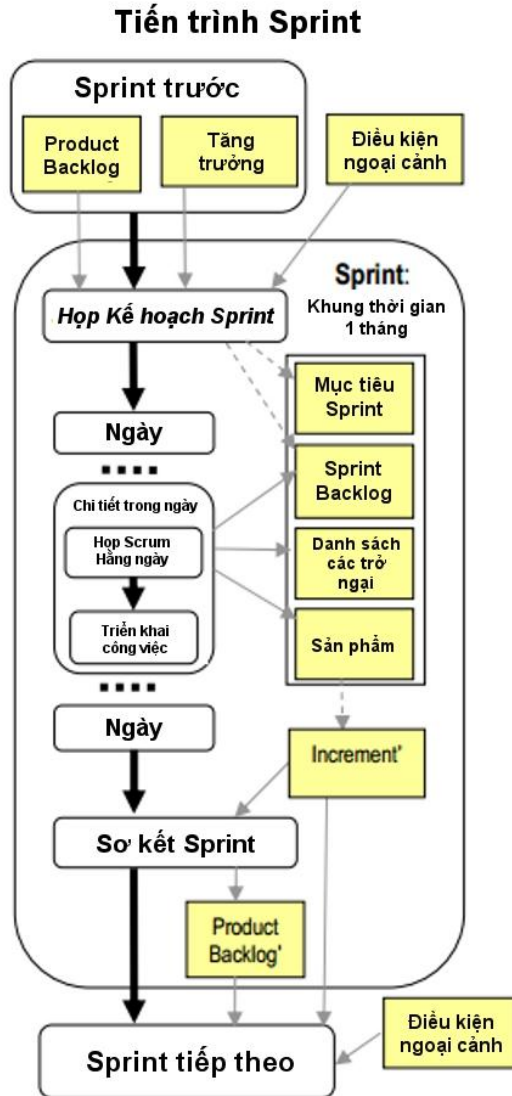 Tiến trình Sprint
Sprint trước
Product
Backlog
Tăng
trưởng
Điều kiện
ngoại cảnh
Họp Kế hoạch Sprint
Sprint:
Khung thời gian
1 tháng
Mục tiêu
Sprint
Ngày
Sprint
Backlog
Chi tiết trong ngày
Họp Scrum
Hằng ngày
Danh sách
các trở
ngại
Triển khai
công việc
Sản phẩm
Ngày
Increment'
Sơ kết Sprint
Product
Backlog'
Điều kiện
ngoại cảnh
Sprint tiếp theo